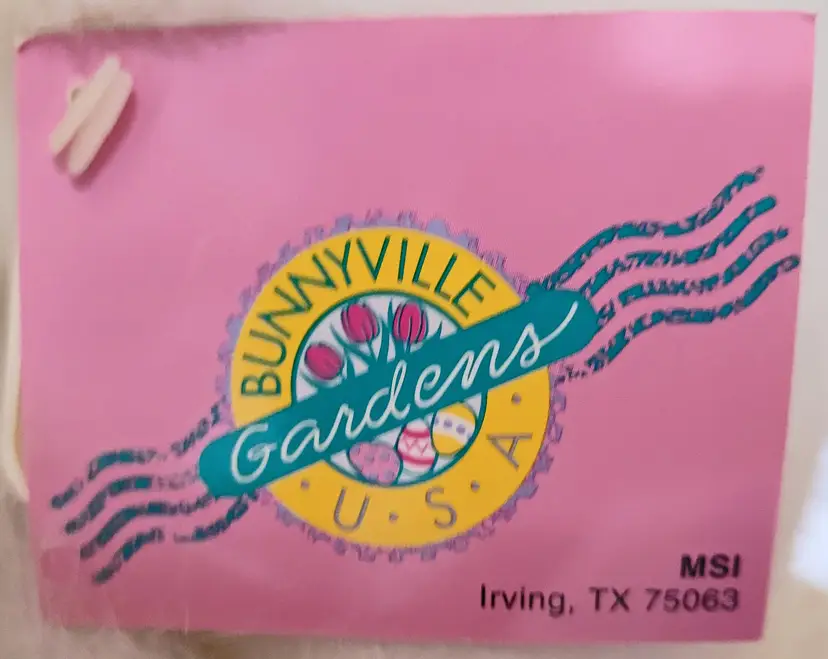 BUNNYVILLE
Gardens
• U • S • A •
MSI
Irving, TX 75063